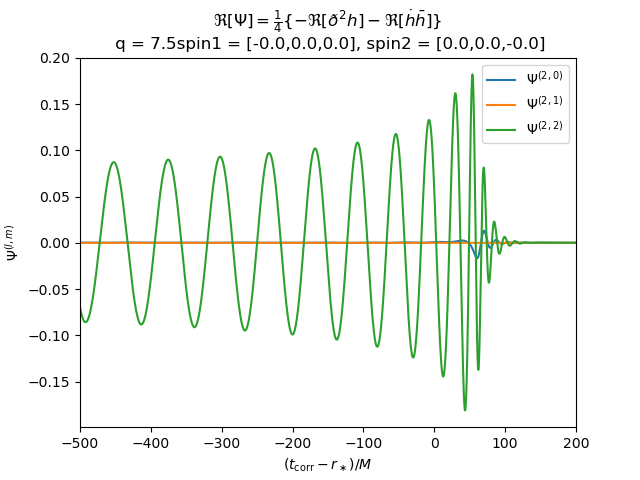 ℜ[Ψ] = 1/4{−ℜ[ð²h] − ℜ[ḣh̄]}
q = 7.5spin1 = [-0.0,0.0,0.0], spin2 = [0.0,0.0,-0.0]
Ψ^(l, m)
0.20
0.15
0.10
0.05
0.00
−0.05
−0.10
−0.15
Ψ^(2, 0)
Ψ^(2, 1)
Ψ^(2, 2)
−500
−400
−300
−200
−100
0
100
200
(t_corr − r_∗)/M